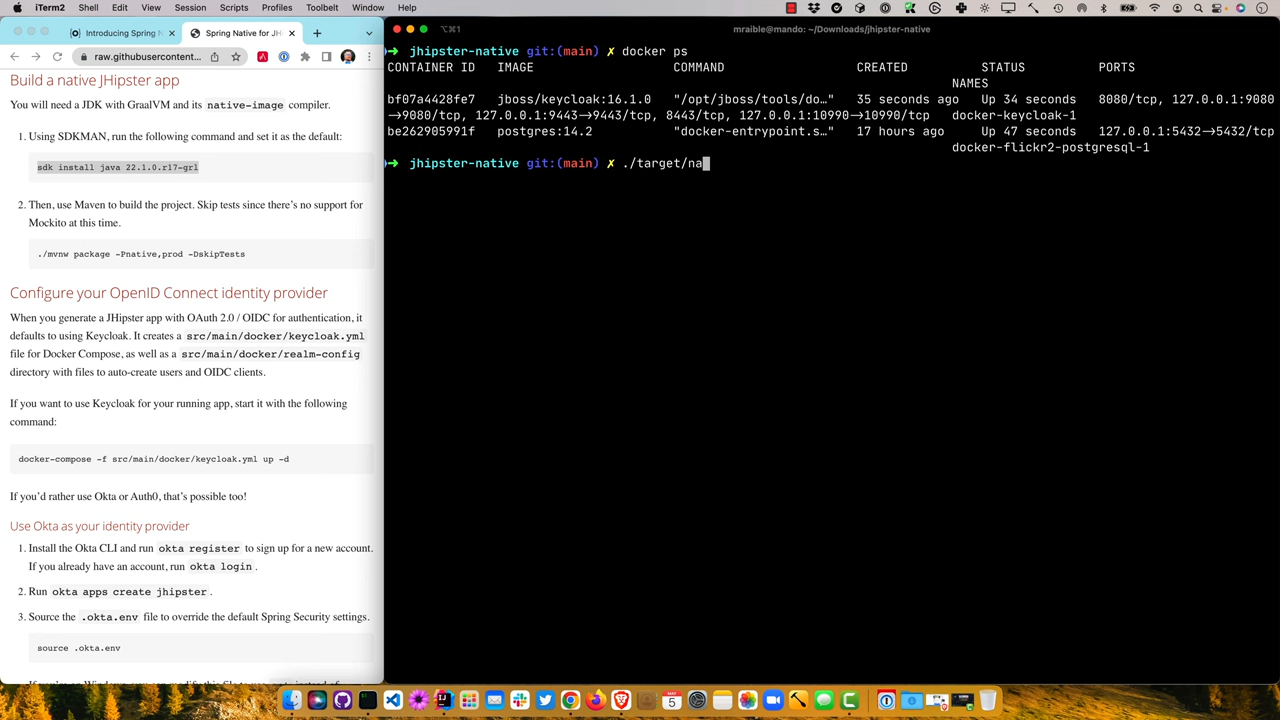 iTerm2 Shell Edit View Session Scripts Profiles Toolbelt Window Help
Introducing Spring N
Spring Native for JH
raw.githubusercontent...
Build a native JHipster app
You will need a JDK with GraalVM and its native-image compiler.
1. Using SDKMAN, run the following command and set it as the default:
sdk install java 22.1.0.r17-grl
2. Then, use Maven to build the project. Skip tests since there's no support for
Mockito at this time.
./mvnw package -Pnative,prod -DskipTests
Configure your OpenID Connect identity provider
When you generate a JHipster app with OAuth 2.0 / OIDC for authentication, it
defaults to using Keycloak. It creates a src/main/docker/keycloak.yml
file for Docker Compose, as well as a src/main/docker/realm-config
directory with files to auto-create users and OIDC clients.
If you want to use Keycloak for your running app, start it with the following
command:
docker-compose -f src/main/docker/keycloak.yml up -d
If you'd rather use Okta or Auth0, that's possible too!
Use Okta as your identity provider
1. Install the Okta CLI and run okta register to sign up for a new account.
If you already have an account, run okta login.
2. Run okta apps create jhipster.
3. Source the .okta.env file to override the default Spring Security settings.
source .okta.env
⌥⌘1
mraible@mando: ~/Downloads/jhipster-native
➜ jhipster-native git:(main) ✗ docker ps
CONTAINER ID IMAGE COMMAND CREATED STATUS PORTS
NAMES
bf07a4428fe7 jboss/keycloak:16.1.0 "/opt/jboss/tools/do…" 35 seconds ago Up 34 seconds 8080/tcp, 127.0.0.1:9080
->9080/tcp, 127.0.0.1:9443->9443/tcp, 8443/tcp, 127.0.0.1:10990->10990/tcp docker-keycloak-1
be262905991f postgres:14.2 "docker-entrypoint.s…" 17 hours ago Up 47 seconds 127.0.0.1:5432->5432/tcp
docker-flickr2-postgresql-1
➜ jhipster-native git:(main) ✗ ./target/na
MAY
5